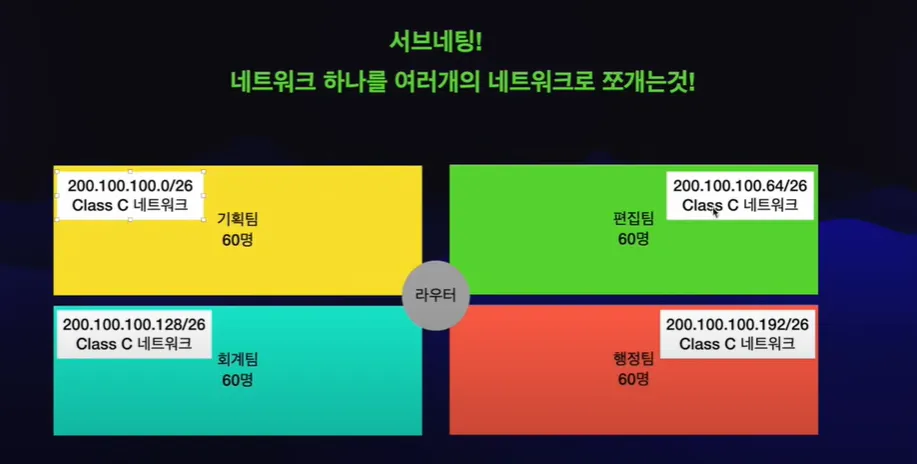 서브네팅!
네트워크 하나를 여러개의 네트워크로 쪼개는것!
200.100.100.0/26
Class C 네트워크
기획팀
60명
200.100.100.64/26
Class C 네트워크
편집팀
60명
라우터
200.100.100.128/26
Class C 네트워크
회계팀
60명
200.100.100.192/26
Class C 네트워크
행정팀
60명